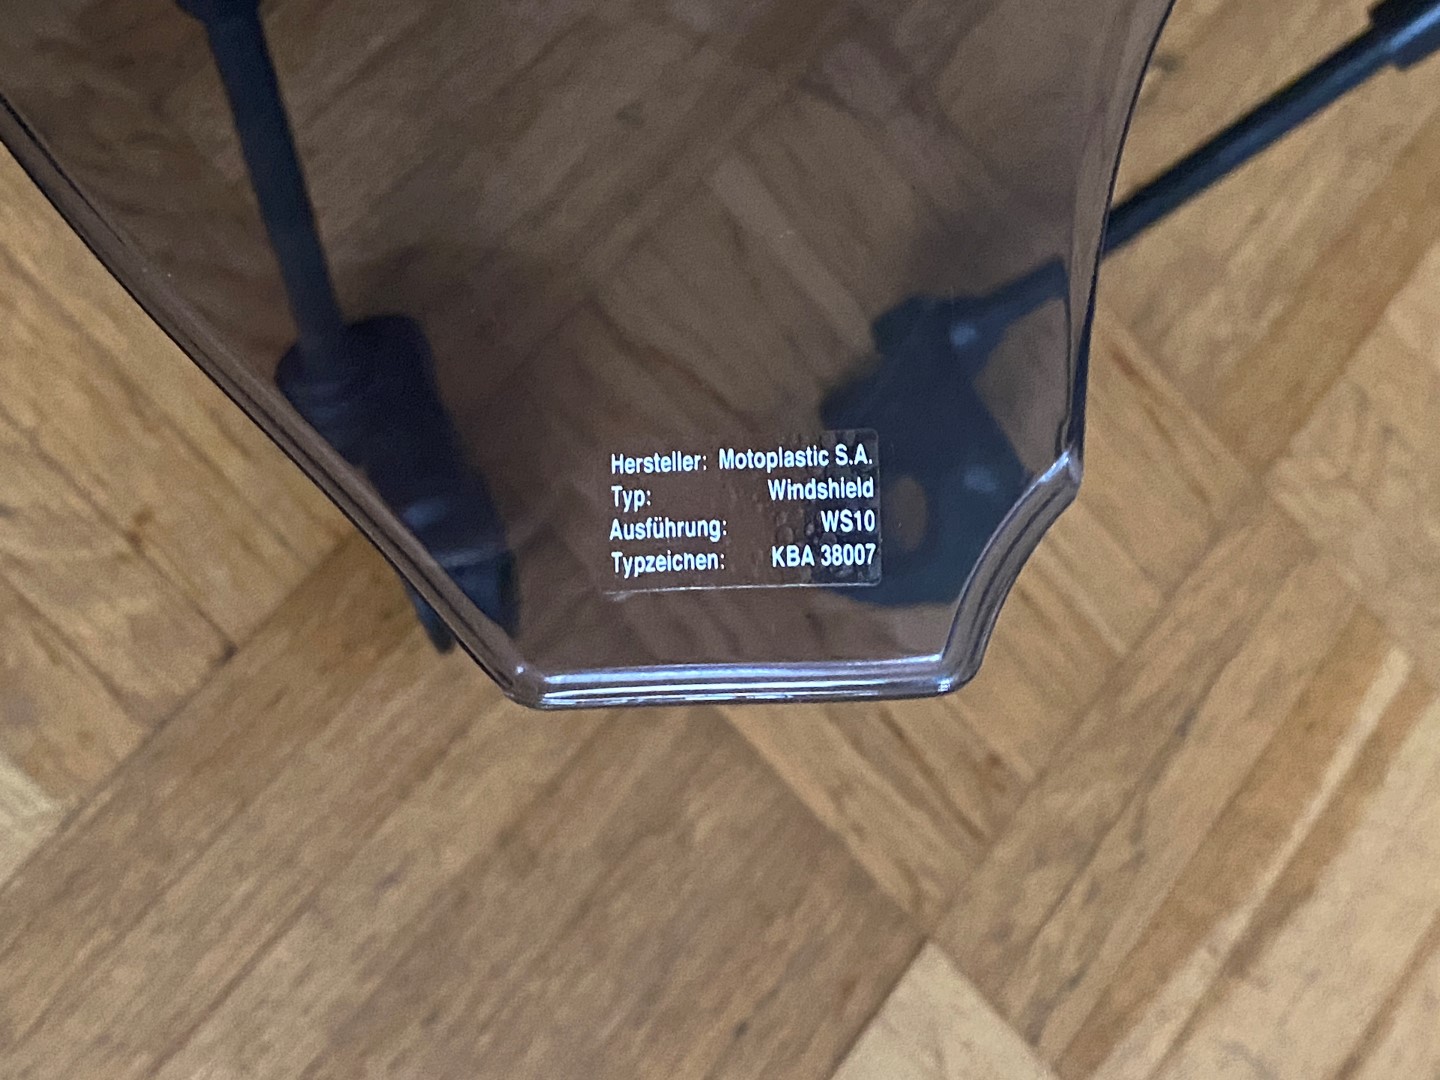 Hersteller: Motoplastic S.A.
Typ: Windshield
Ausführung: WS10
Typzeichen: KBA 38007